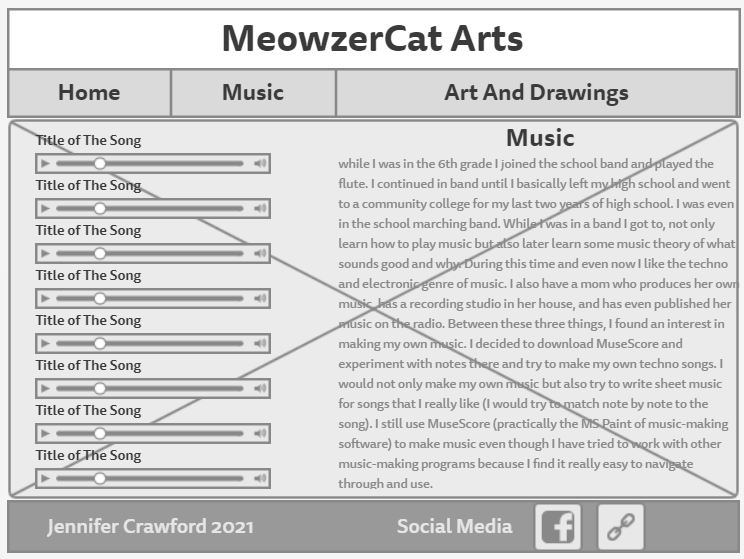 MeowzerCat Arts
Home Music Art And Drawings
Title of The Song
Title of The Song
Title of The Song
Title of The Song
Title of The Song
Title of The Song
Title of The Song
Title of The Song
Music
while I was in the 6th grade I joined the school band and played the
flute. I continued in band until I basically left my high school and went
to a community college for my last two years of high school. I was even
in the school marching band. While I was in a band I got to, not only
learn how to play music but also later learn some music theory of what
sounds good and why. During this time and even now I like the techno
and electronic genre of music. I also have a mom who produces her own
music, has a recording studio in her house, and has even published her
music on the radio. Between these three things, I found an interest in
making my own music. I decided to download MuseScore and
experiment with notes there and try to make my own techno songs. I
would not only make my own music but also try to write sheet music
for songs that I really like (I would try to match note by note to the
song). I still use MuseScore (practically the MS Paint of music-making
software) to make music even though I have tried to work with other
music-making programs because I find it really easy to navigate
through and use.
Jennifer Crawford 2021 Social Media